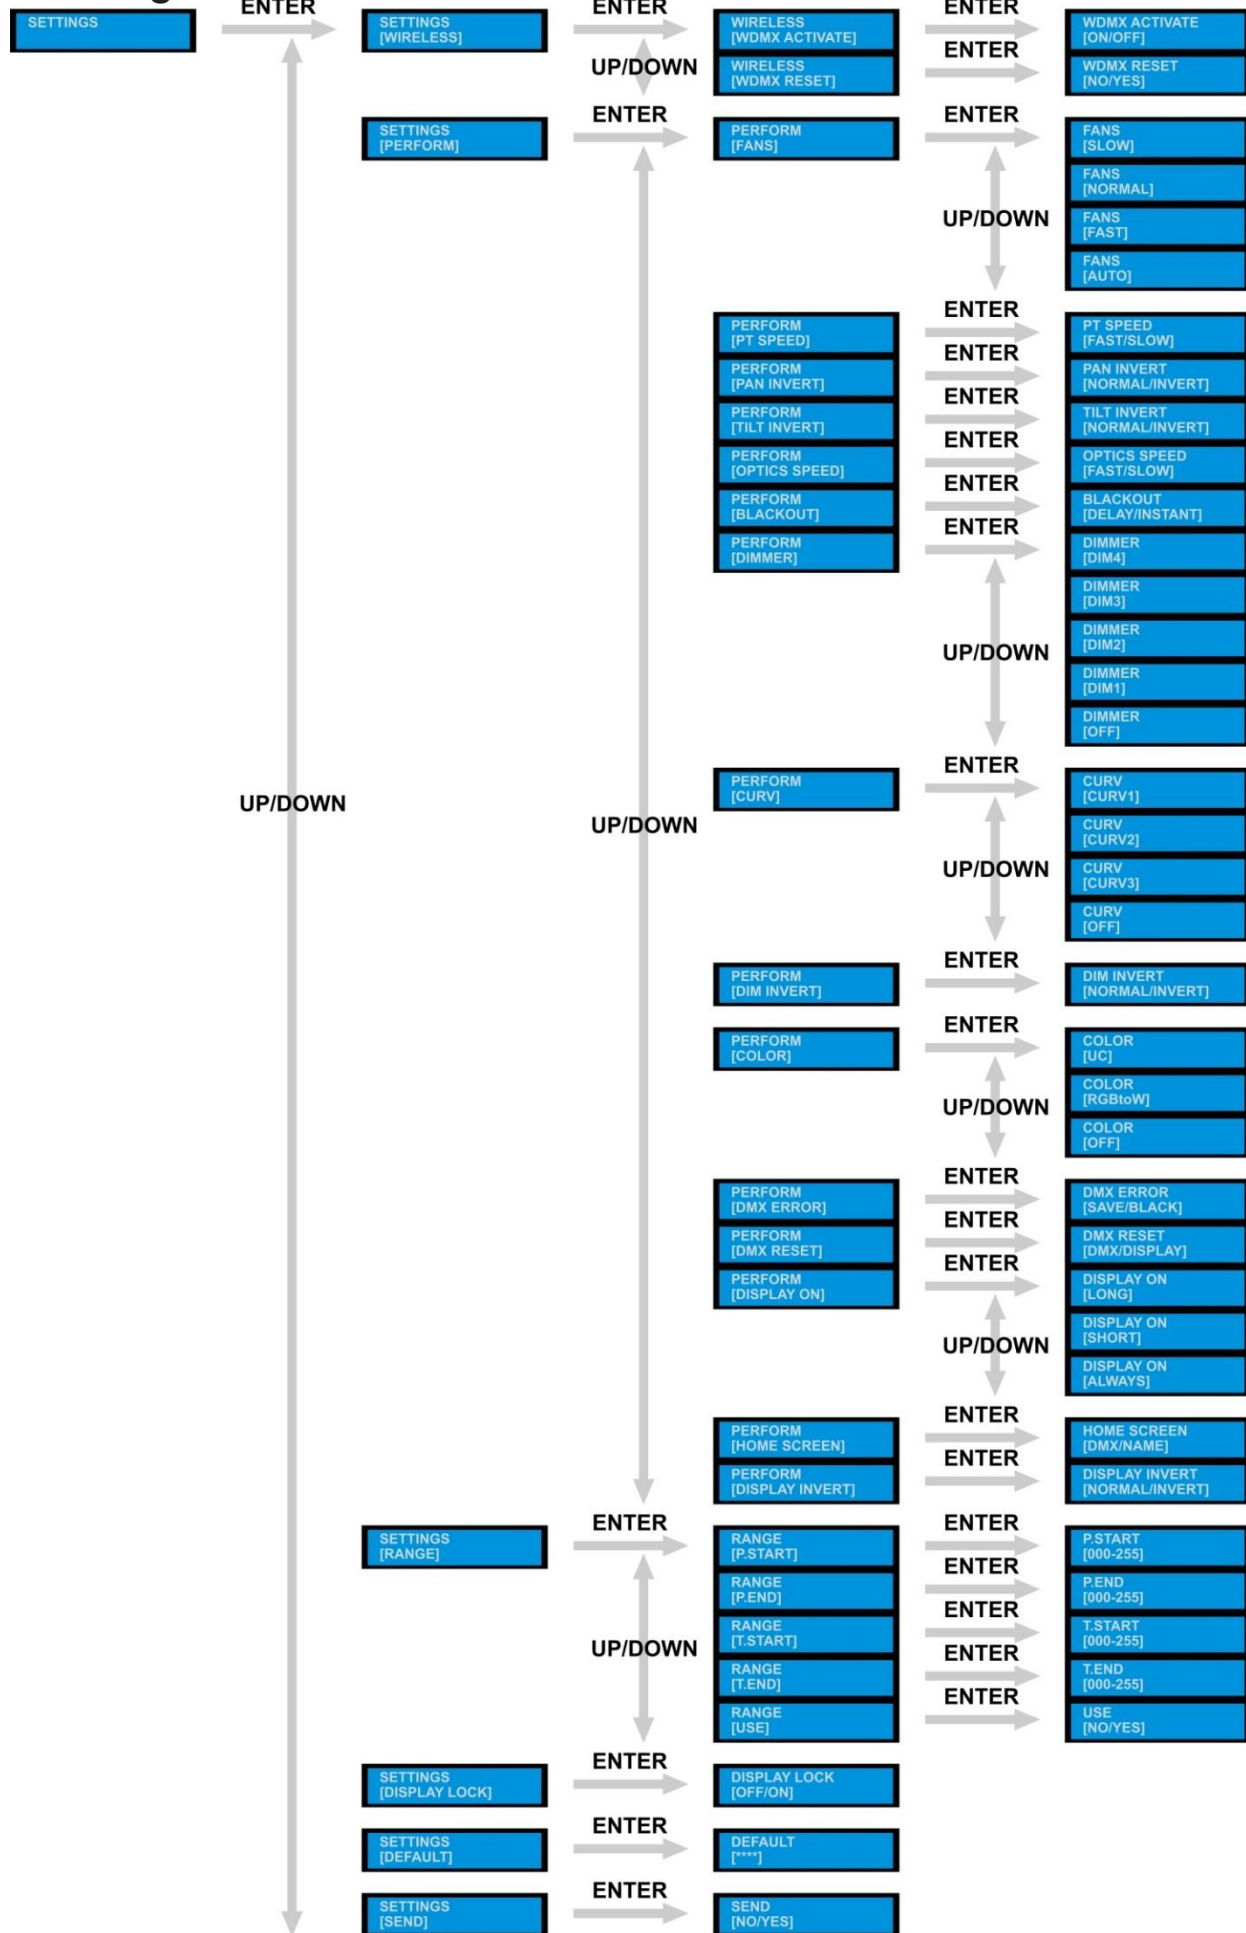 g
ENTER ENTER ENTER
SETTINGS
SETTINGS
[WIRELESS]
WIRELESS
[WDMX ACTIVATE]
WDMX ACTIVATE
[ON/OFF]
UP/DOWN
ENTER
WIRELESS
[WDMX RESET]
WDMX RESET
[NO/YES]
ENTER ENTER
SETTINGS
[PERFORM]
PERFORM
[FANS]
FANS
[SLOW]
FANS
[NORMAL]
UP/DOWN
FANS
[FAST]
FANS
[AUTO]
ENTER
PERFORM
[PT SPEED]
PT SPEED
[FAST/SLOW]
ENTER
PERFORM
[PAN INVERT]
PAN INVERT
[NORMAL/INVERT]
ENTER
PERFORM
[TILT INVERT]
TILT INVERT
[NORMAL/INVERT]
ENTER
PERFORM
[OPTICS SPEED]
OPTICS SPEED
[FAST/SLOW]
ENTER
PERFORM
[BLACKOUT]
BLACKOUT
[DELAY/INSTANT]
ENTER
PERFORM
[DIMMER]
DIMMER
[DIM4]
DIMMER
[DIM3]
UP/DOWN
DIMMER
[DIM2]
DIMMER
[DIM1]
DIMMER
[OFF]
ENTER
PERFORM
[CURV]
CURV
[CURV1]
UP/DOWN
UP/DOWN
CURV
[CURV2]
UP/DOWN
CURV
[CURV3]
CURV
[OFF]
ENTER
PERFORM
[DIM INVERT]
DIM INVERT
[NORMAL/INVERT]
ENTER
PERFORM
[COLOR]
COLOR
[UC]
UP/DOWN
COLOR
[RGBtoW]
COLOR
[OFF]
ENTER
PERFORM
[DMX ERROR]
DMX ERROR
[SAVE/BLACK]
ENTER
PERFORM
[DMX RESET]
DMX RESET
[DMX/DISPLAY]
ENTER
PERFORM
[DISPLAY ON]
DISPLAY ON
[LONG]
UP/DOWN
DISPLAY ON
[SHORT]
DISPLAY ON
[ALWAYS]
ENTER
PERFORM
[HOME SCREEN]
HOME SCREEN
[DMX/NAME]
ENTER
PERFORM
[DISPLAY INVERT]
DISPLAY INVERT
[NORMAL/INVERT]
ENTER ENTER
SETTINGS
[RANGE]
RANGE
[P.START]
P.START
[000-255]
ENTER
RANGE
[P.END]
P.END
[000-255]
ENTER
UP/DOWN
RANGE
[T.START]
T.START
[000-255]
ENTER
RANGE
[T.END]
T.END
[000-255]
ENTER
RANGE
[USE]
USE
[NO/YES]
ENTER
SETTINGS
[DISPLAY LOCK]
DISPLAY LOCK
[OFF/ON]
ENTER
SETTINGS
[DEFAULT]
DEFAULT
[****]
ENTER
SETTINGS
[SEND]
SEND
[NO/YES]